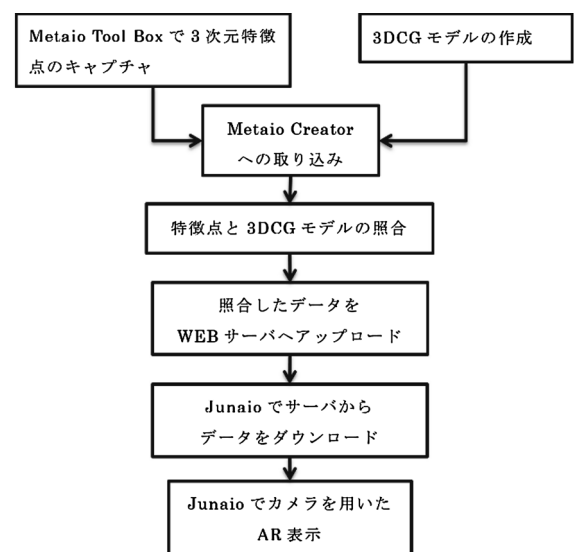 Metaio Tool Box で 3 次元特徴
点のキャプチャ
3DCG モデルの作成
Metaio Creator
への取り込み
特徴点と 3DCG モデルの照合
照合したデータを
WEB サーバへアップロード
Junaio でサーバから
データをダウンロード
Junaio でカメラを用いた
AR 表示